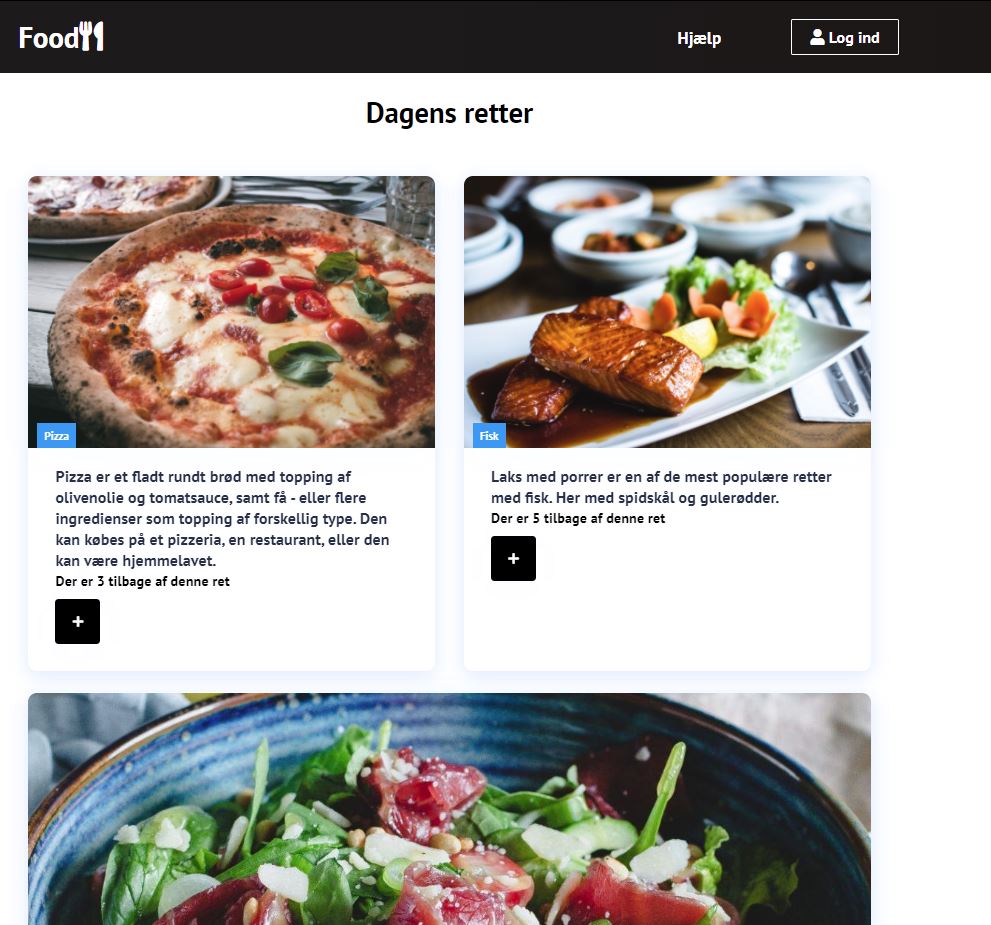 Food
Hjælp
Log ind
Dagens retter
Pizza
Pizza er et fladt rundt brød med topping af
olivenolie og tomatsauce, samt få - eller flere
ingredienser som topping af forskellig type. Den
kan købes på et pizzeria, en restaurant, eller den
kan være hjemmelavet.
Der er 3 tilbage af denne ret
+
Fisk
Laks med porrer er en af de mest populære retter
med fisk. Her med spidskål og gulerødder.
Der er 5 tilbage af denne ret
+